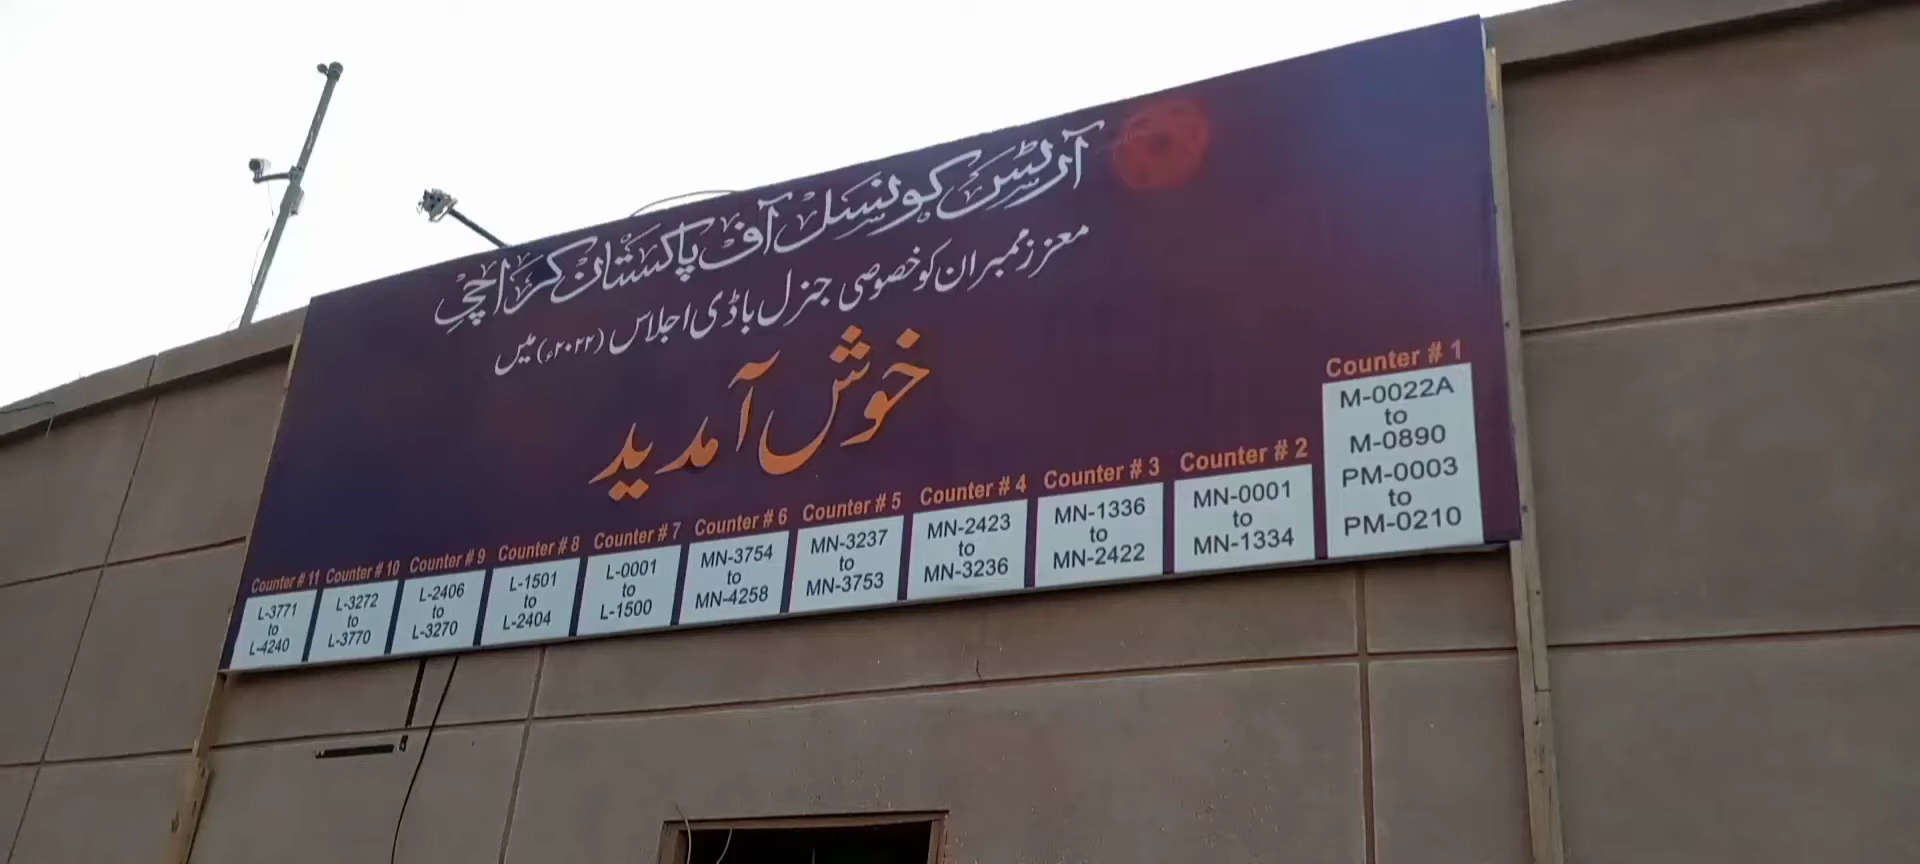 آرٹس کونسل آف پاکستان کراچی
معزز ممبران کو خصوصی جنرل باڈی اجلاس (۲۰۲۲ء) میں
خوش آمدید
Counter # 1
M-0022A
to
M-0890
PM-0003
to
PM-0210
Counter # 2
MN-0001
to
MN-1334
Counter # 3
MN-1336
to
MN-2422
Counter # 4
MN-2423
to
MN-3236
Counter # 5
MN-3237
to
MN-3753
Counter # 6
MN-3754
to
MN-4258
Counter # 7
L-0001
to
L-1500
Counter # 8
L-1501
to
L-2404
Counter # 9
L-2406
to
L-3270
Counter # 10
L-3272
to
L-3770
Counter # 11
L-3771
to
L-4240